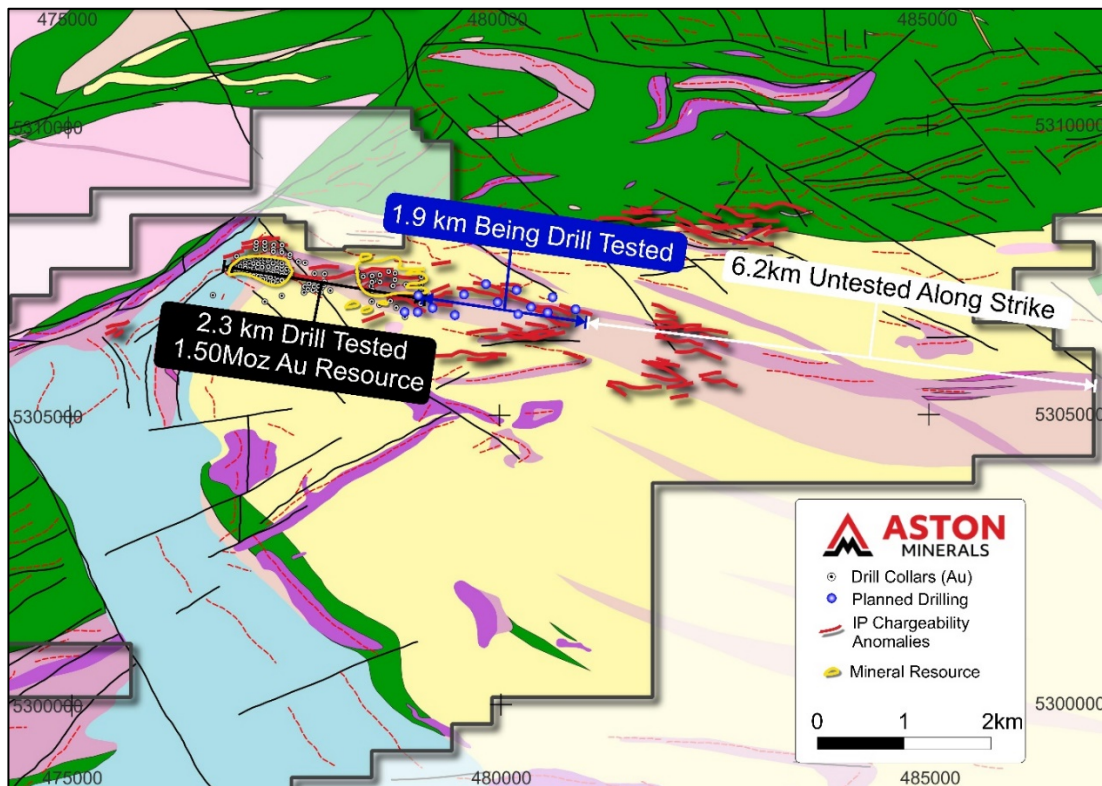 475000
480000
485000
5310000
5310000
1.9 km Being Drill Tested
6.2km Untested Along Strike
2.3 km Drill Tested
1.50Moz Au Resource
5305000
5305000
ASTON
MINERALS
Drill Collars (Au)
Planned Drilling
IP Chargeability
Anomalies
Mineral Resource
0 1 2km
5300000
5300000
475000
480000
485000